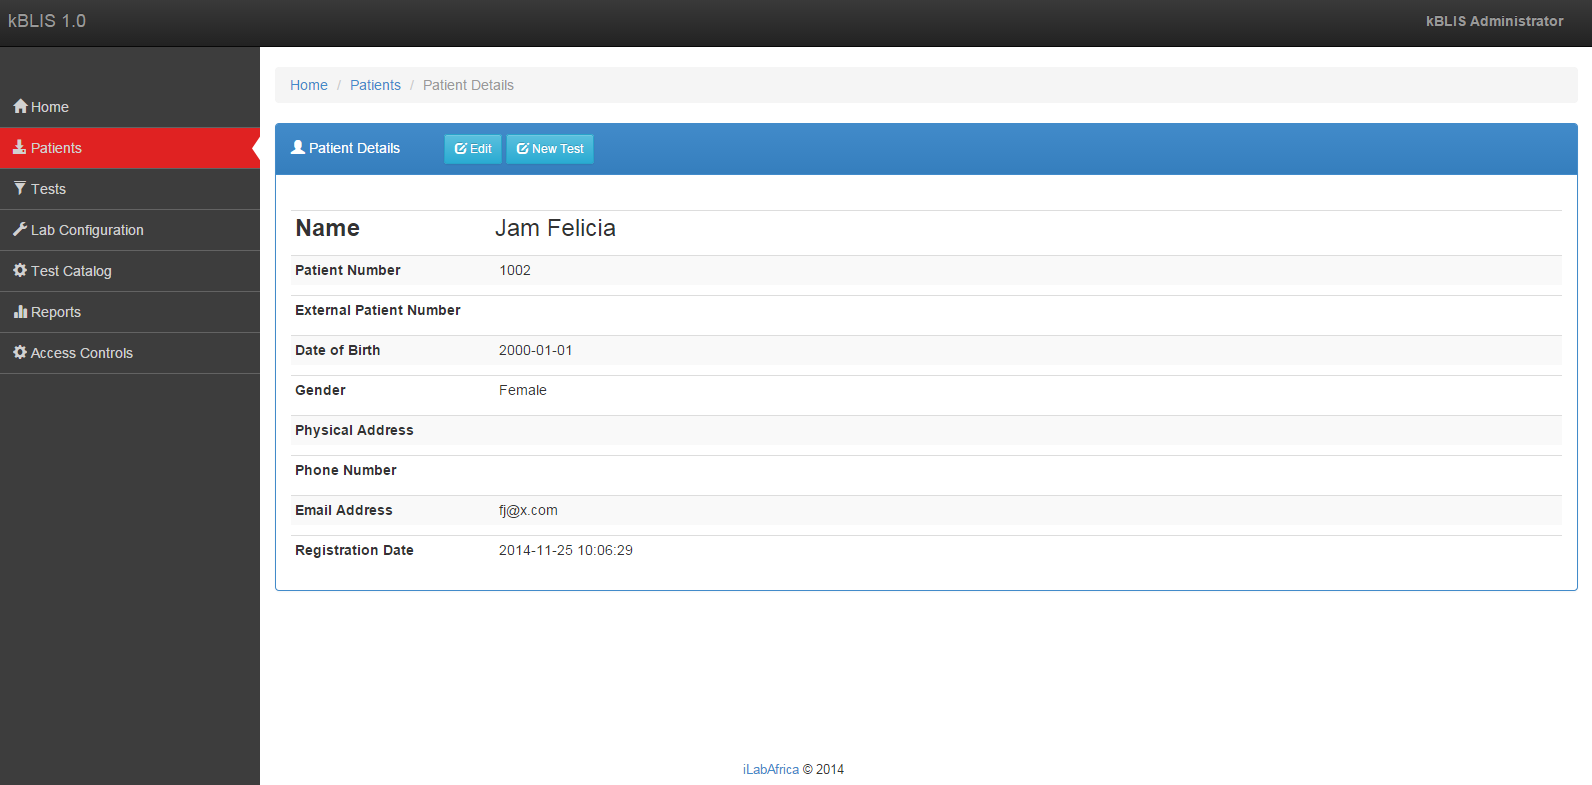 kBLIS 1.0
kBLIS Administrator
Home
Patients
Tests
Lab Configuration
Test Catalog
Reports
Access Controls
Home / Patients / Patient Details
Patient Details Edit New Test
Name Jam Felicia
Patient Number 1002
External Patient Number
Date of Birth 2000-01-01
Gender Female
Physical Address
Phone Number
Email Address fj@x.com
Registration Date 2014-11-25 10:06:29
iLabAfrica © 2014